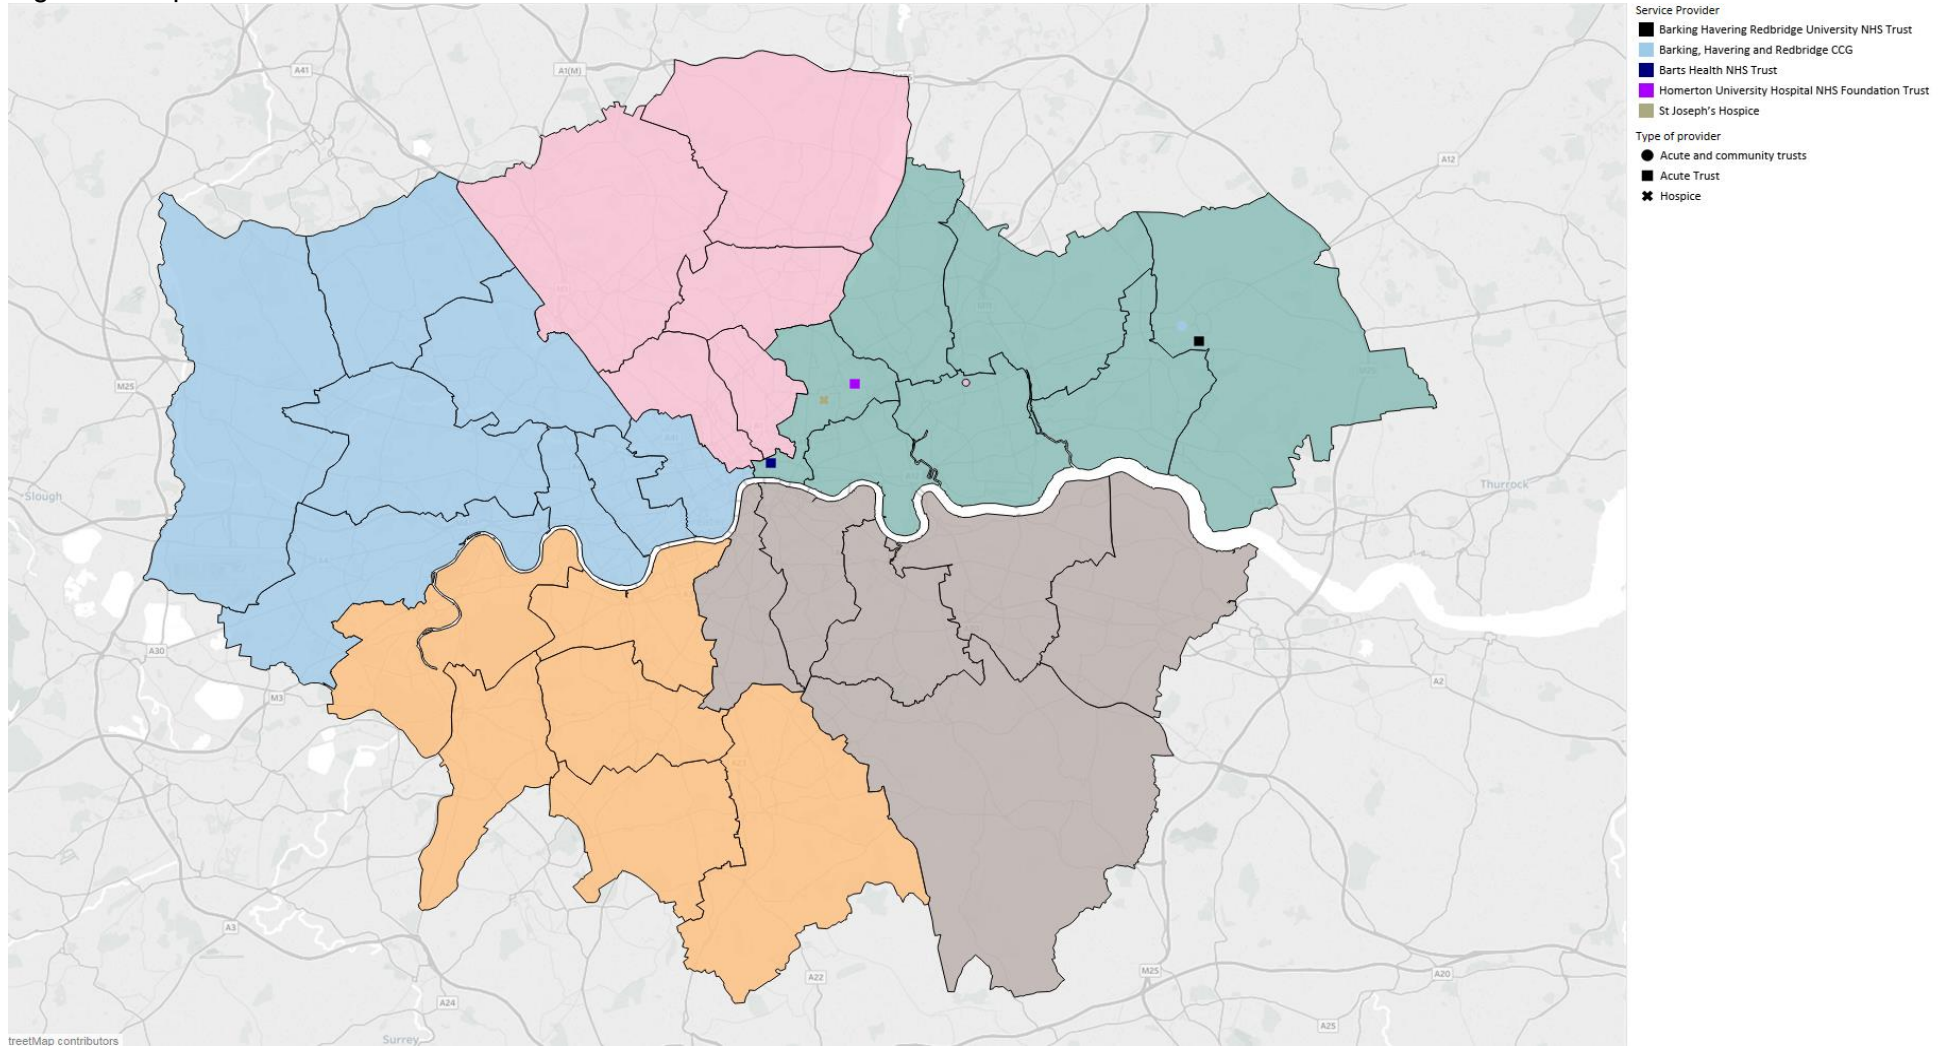 Service Provider
Barking Havering Redbridge University NHS Trust
Barking, Havering and Redbridge CCG
Barts Health NHS Trust
Homerton University Hospital NHS Foundation Trust
St Joseph's Hospice
Type of provider
Acute and community trusts
Acute Trust
Hospice
A41
A1(M)
A12
M25
Slough
Thurrock
A30
M3
A2
A3
A22
M25
A20
A24
A25
Surrey
treetMap contributors